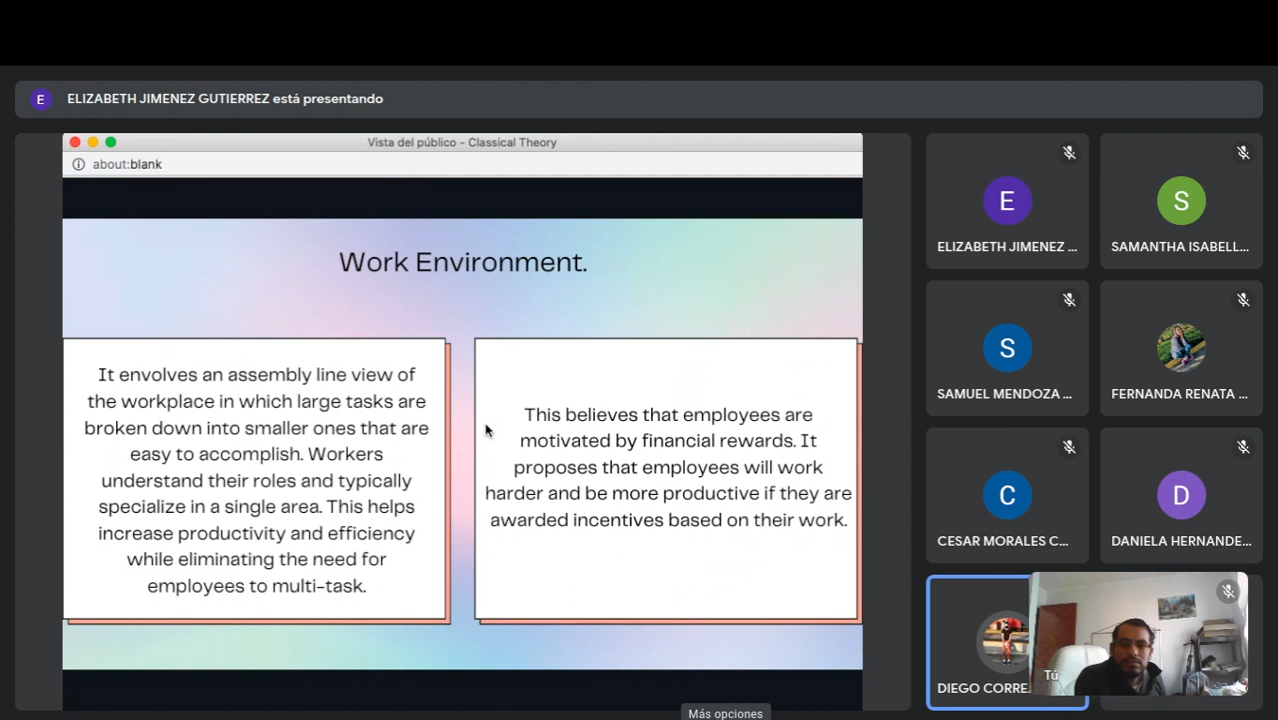 E ELIZABETH JIMENEZ GUTIERREZ está presentando
Vista del público - Classical Theory
about:blank
Work Environment.
It envolves an assembly line view of
the workplace in which large tasks are
broken down into smaller ones that are
easy to accomplish. Workers
understand their roles and typically
specialize in a single area. This helps
increase productivity and efficiency
while eliminating the need for
employees to multi-task.
This believes that employees are
motivated by financial rewards. It
proposes that employees will work
harder and be more productive if they are
awarded incentives based on their work.
E
ELIZABETH JIMENEZ ...
S
SAMANTHA ISABELL...
S
SAMUEL MENDOZA ...
FERNANDA RENATA ...
C
CESAR MORALES C...
D
DANIELA HERNANDE...
DIEGO CORRE
Tú
Más opciones